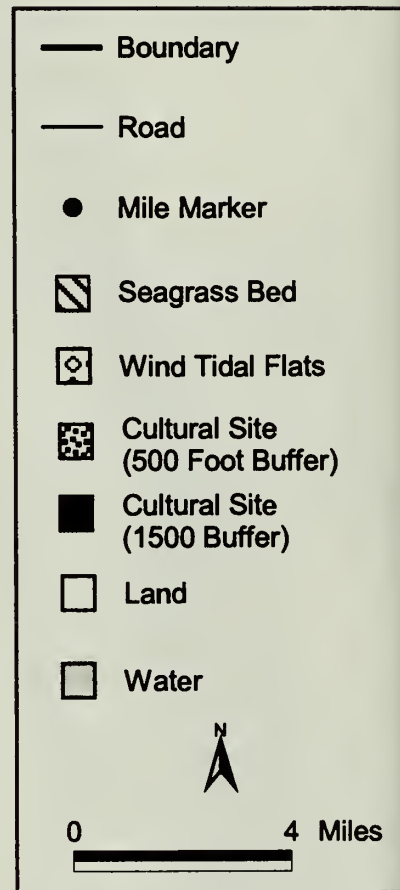 Boundary
Road
Mile Marker
Seagrass Bed
Wind Tidal Flats
Cultural Site
(500 Foot Buffer)
Cultural Site
(1500 Buffer)
Land
Water
N
0 4 Miles